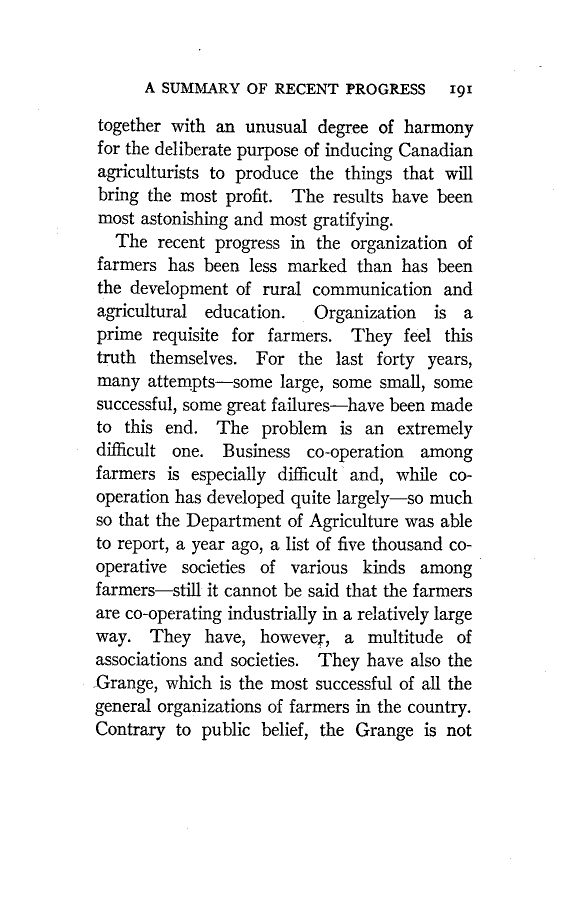 A SUMMARY OF RECENT PROGRESS 191
together with an unusual degree of harmony
for the deliberate purpose of inducing Canadian
agriculturists to produce the things that will
bring the most profit. The results have been
most astonishing and most gratifying.
The recent progress in the organization of
farmers has been less marked than has been
the development of rural communication and
agricultural education. Organization is a
prime requisite for farmers. They feel this
truth themselves. For the last forty years,
many attempts—some large, some small, some
successful, some great failures—have been made
to this end. The problem is an extremely
difficult one. Business co-operation among
farmers is especially difficult and, while co-
operation has developed quite largely—so much
so that the Department of Agriculture was able
to report, a year ago, a list of five thousand co-
operative societies of various kinds among
farmers—still it cannot be said that the farmers
are co-operating industrially in a relatively large
way. They have, however, a multitude of
associations and societies. They have also the
Grange, which is the most successful of all the
general organizations of farmers in the country.
Contrary to public belief, the Grange is not